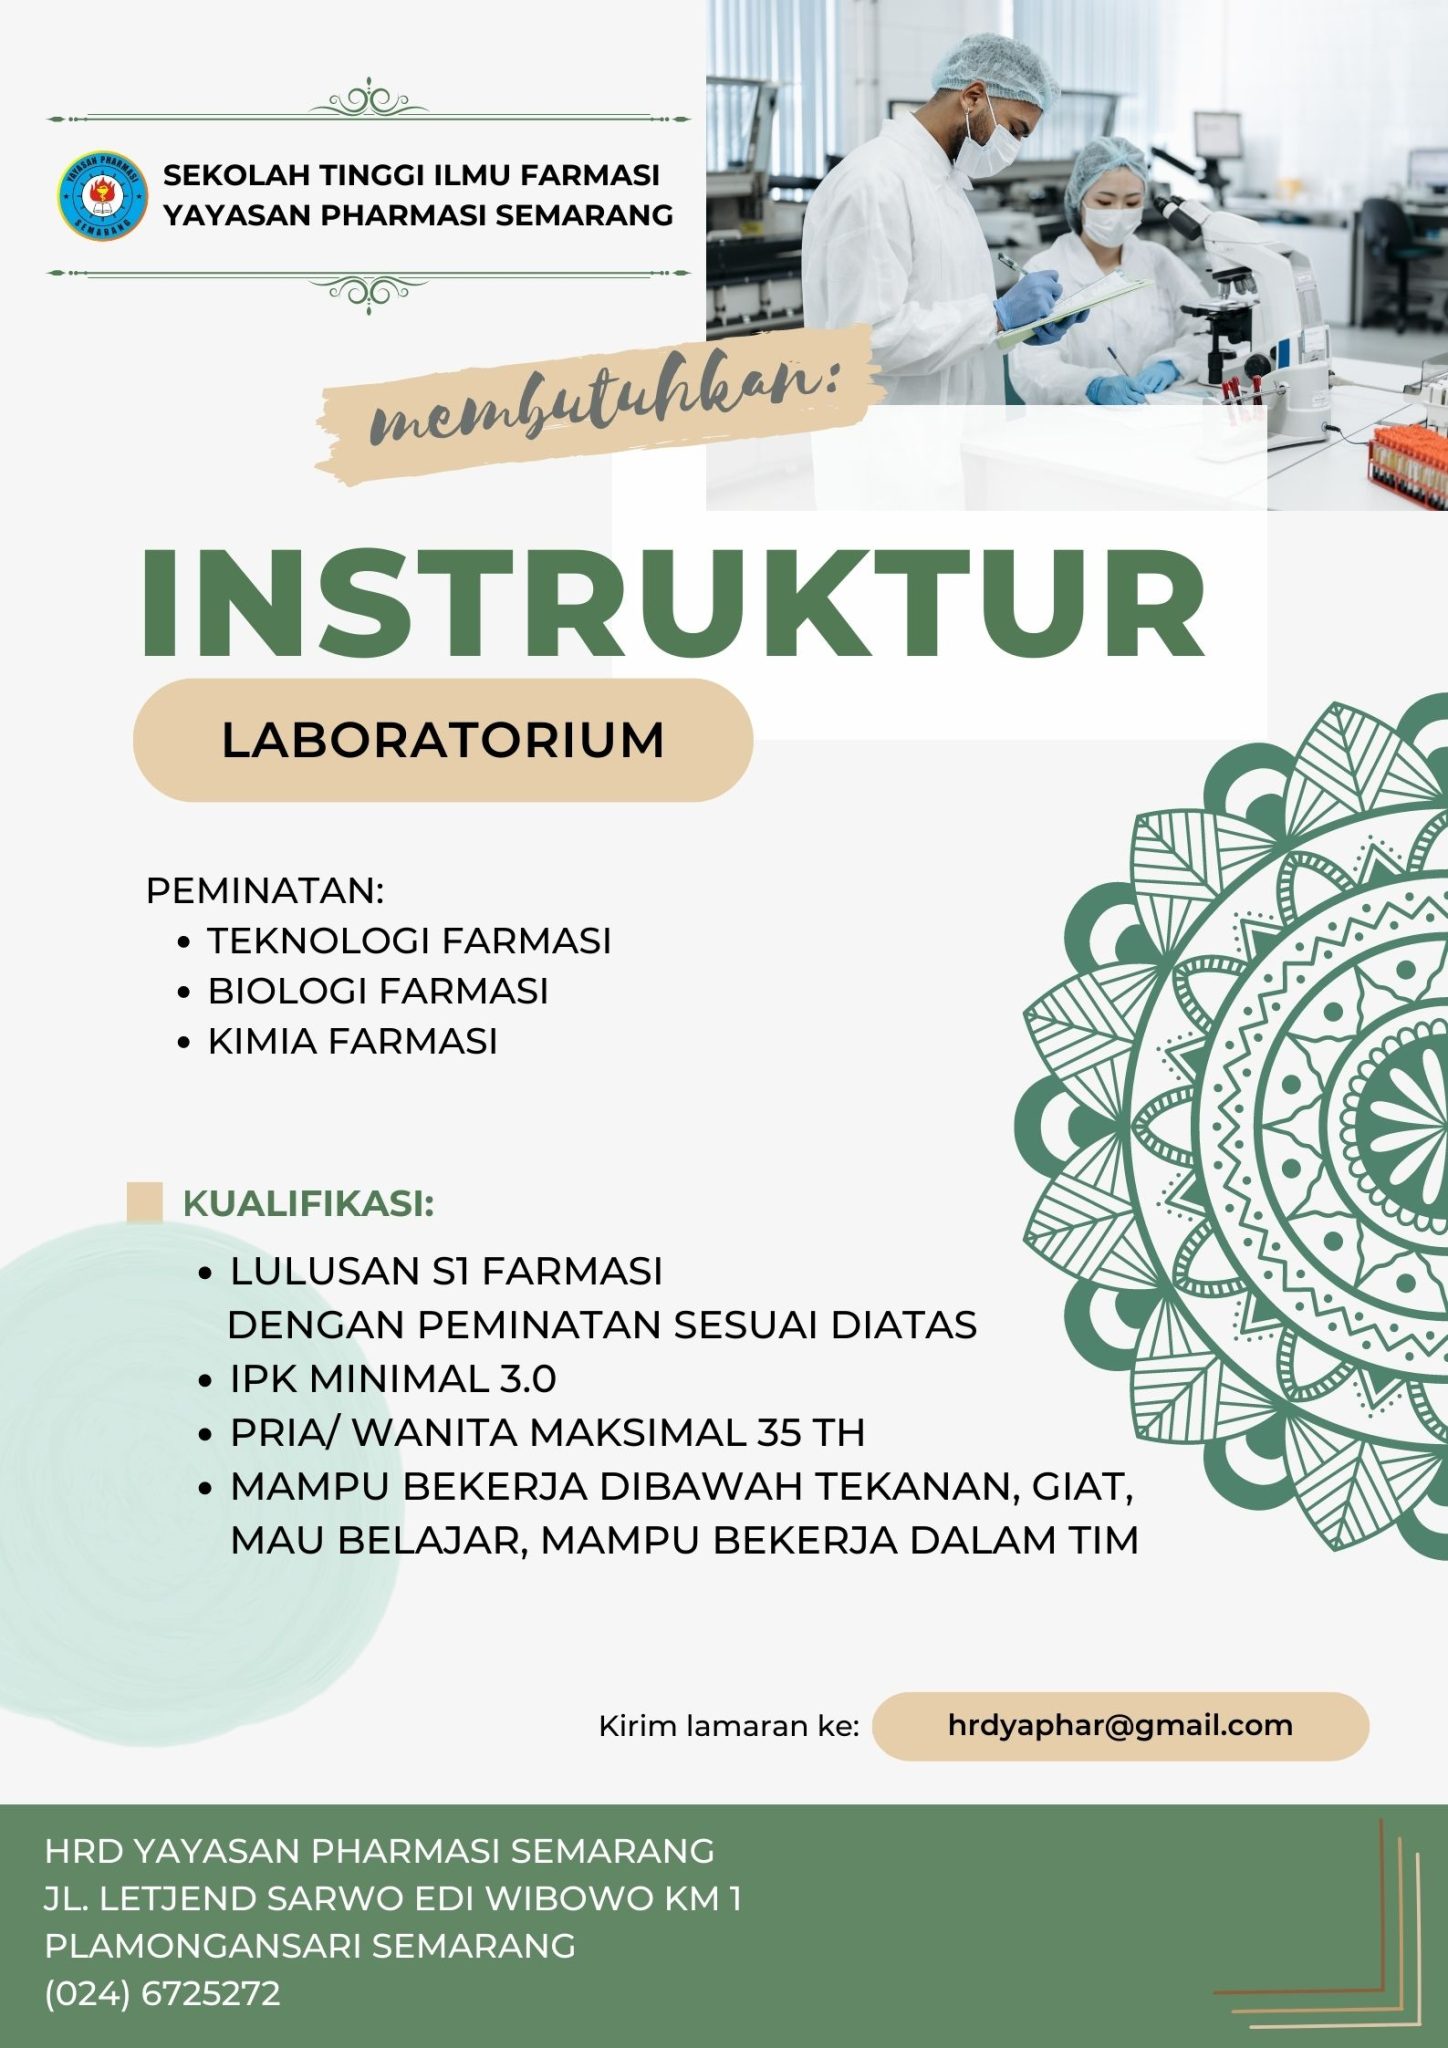 YAYASAN PHARMASI
SEMARANG
SEKOLAH TINGGI ILMU FARMASI
YAYASAN PHARMASI SEMARANG
membutuhkan:
INSTRUKTUR
LABORATORIUM
PEMINATAN:
• TEKNOLOGI FARMASI
• BIOLOGI FARMASI
• KIMIA FARMASI
KUALIFIKASI:
• LULUSAN S1 FARMASI
DENGAN PEMINATAN SESUAI DIATAS
• IPK MINIMAL 3.0
• PRIA/ WANITA MAKSIMAL 35 TH
• MAMPU BEKERJA DIBAWAH TEKANAN, GIAT,
MAU BELAJAR, MAMPU BEKERJA DALAM TIM
Kirim lamaran ke: hrdyaphar@gmail.com
HRD YAYASAN PHARMASI SEMARANG
JL. LETJEND SARWO EDI WIBOWO KM 1
PLAMONGANSARI SEMARANG
(024) 6725272